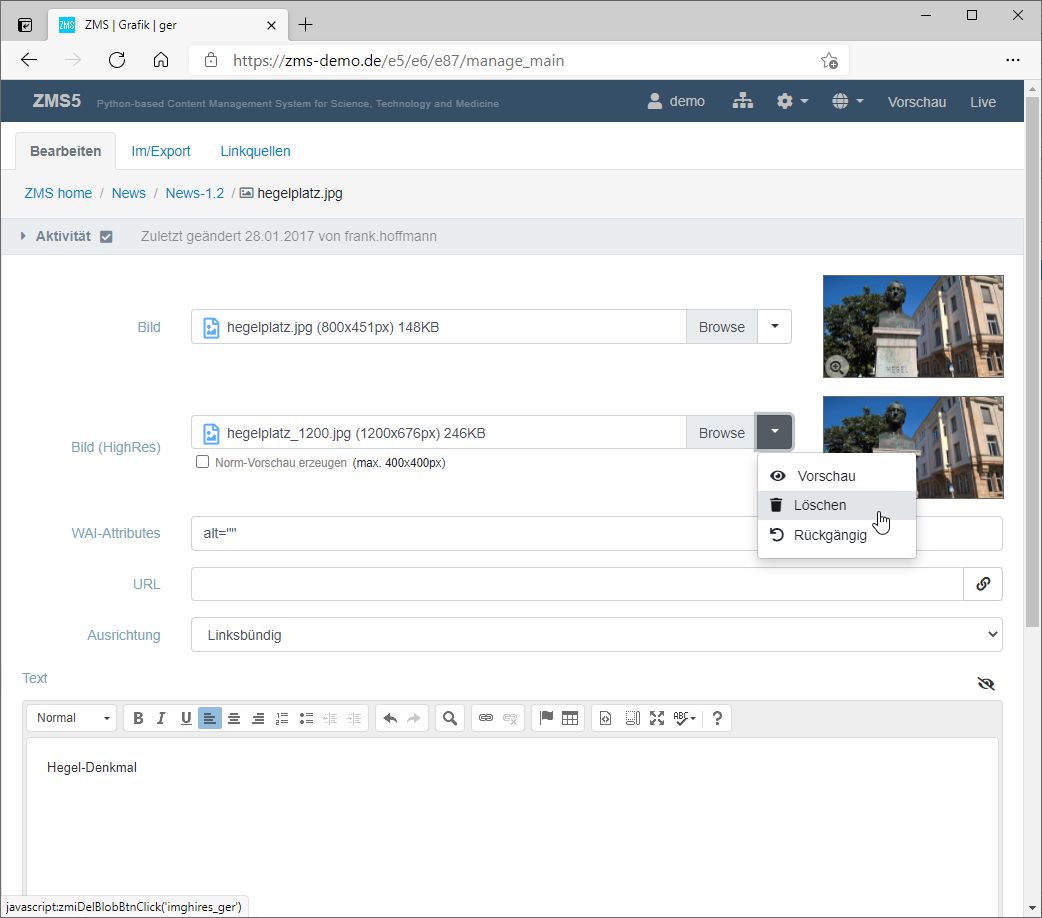 ZMS | Grafik | ger
https://zms-demo.de/e5/e6/e87/manage_main
ZMS5 Python-based Content Management System for Science, Technology and Medicine demo Vorschau Live
Bearbeiten Im/Export Linkquellen
ZMS home / News / News-1.2 / hegelplatz.jpg
Aktivität Zuletzt geändert 28.01.2017 von frank.hoffmann
Bild hegelplatz.jpg (800x451px) 148KB Browse
HEGEL
Bild (HighRes) hegelplatz_1200.jpg (1200x676px) 246KB Browse
Norm-Vorschau erzeugen (max. 400x400px)
Vorschau
Löschen
Rückgängig
WAI-Attributes alt=""
URL
Ausrichtung Linksbündig
Text
Normal B I U ABC ?
Hegel-Denkmal
javascript:zmiDelBlobBtnClick('imghires_ger')